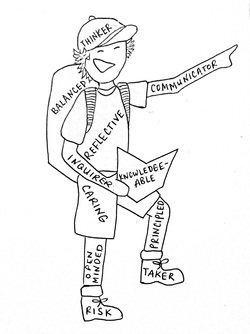 THINKER
BALANCED
COMMUNICATOR
REFLECTIVE
INQUIRER
KNOWLEDGE-
ABLE
CARING
PRINCIPLED
OPEN
MINDED
RISK
TAKER